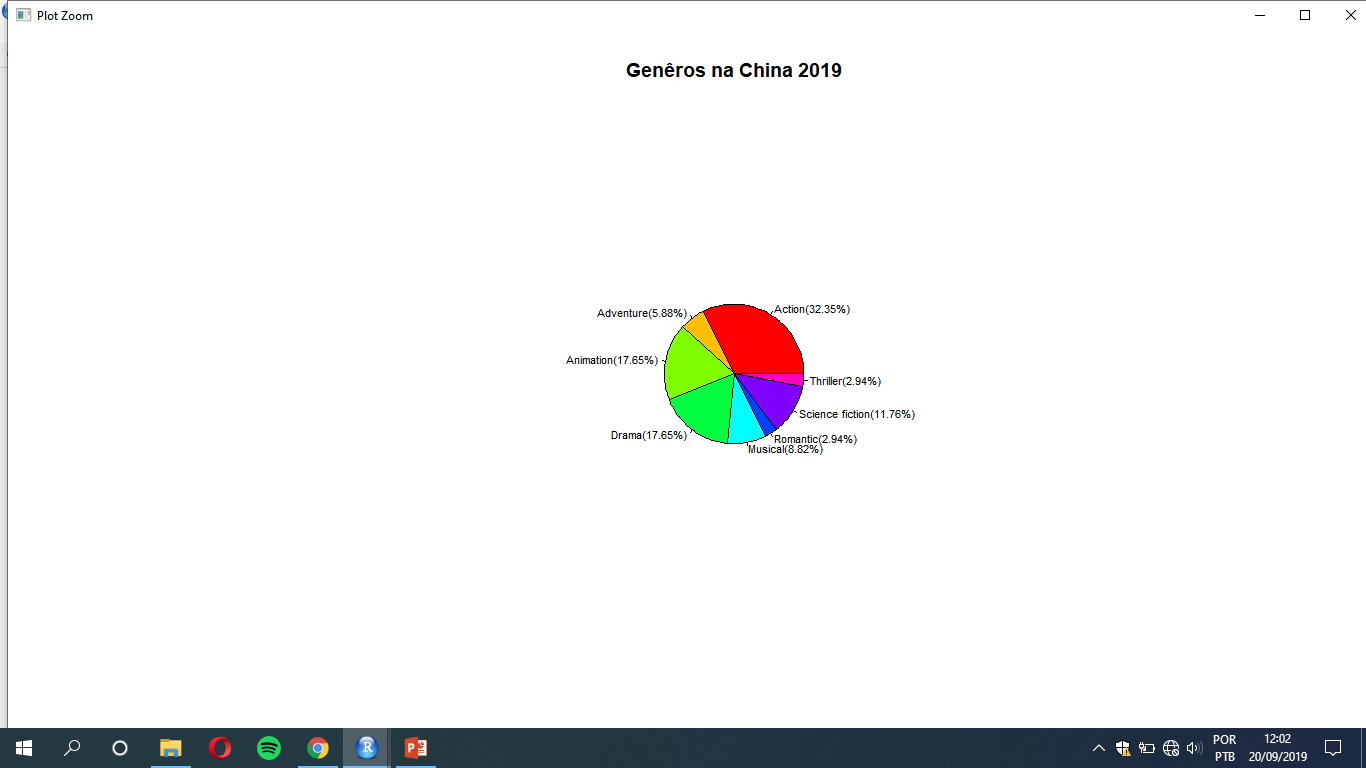 Plot Zoom
Genêros na China 2019
Action(32.35%)
Adventure(5.88%)
Animation(17.65%)
Thriller(2.94%)
Science fiction(11.76%)
Drama(17.65%)
Romantic(2.94%)
Musical(8.82%)
R
P
POR
PTB
12:02
20/09/2019